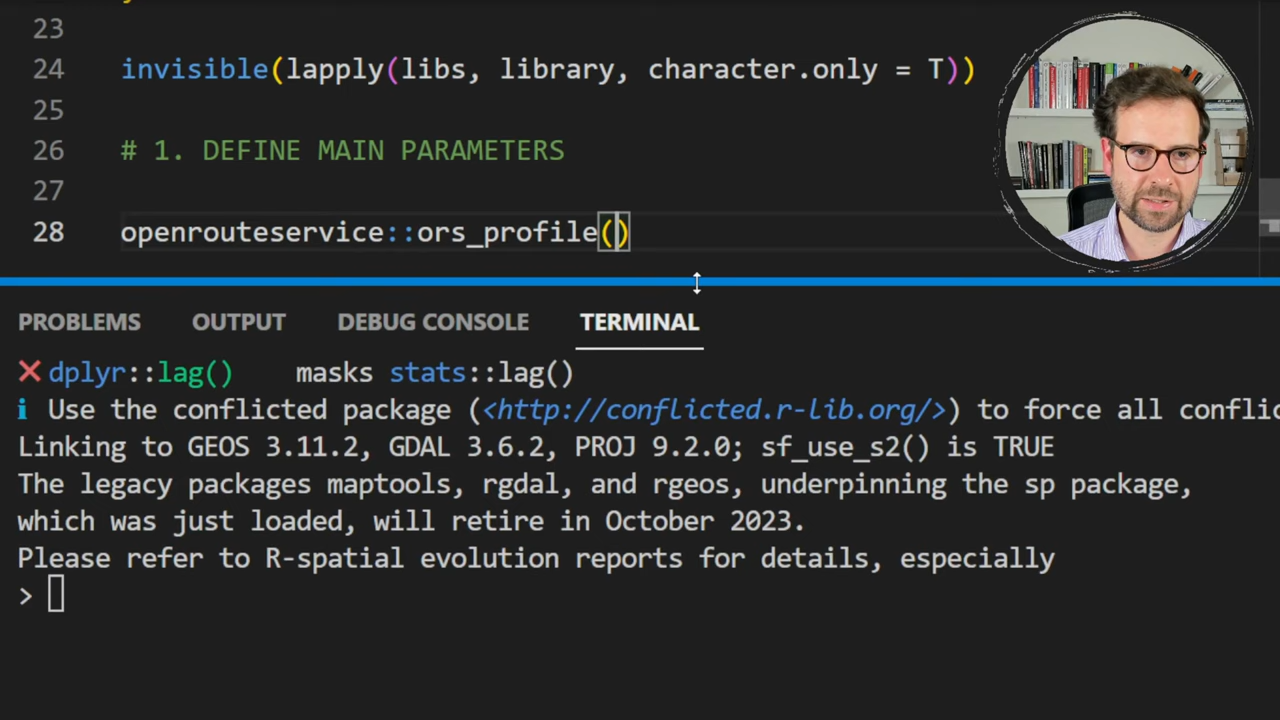 23
24 invisible(lapply(libs, library, character.only = T))
25
26 # 1. DEFINE MAIN PARAMETERS
27
28 openrouteservice::ors_profile()
PROBLEMS OUTPUT DEBUG CONSOLE TERMINAL
❌ dplyr::lag() masks stats::lag()
ℹ Use the conflicted package (<http://conflicted.r-lib.org/>) to force all conflic
Linking to GEOS 3.11.2, GDAL 3.6.2, PROJ 9.2.0; sf_use_s2() is TRUE
The legacy packages maptools, rgdal, and rgeos, underpinning the sp package,
which was just loaded, will retire in October 2023.
Please refer to R-spatial evolution reports for details, especially
>